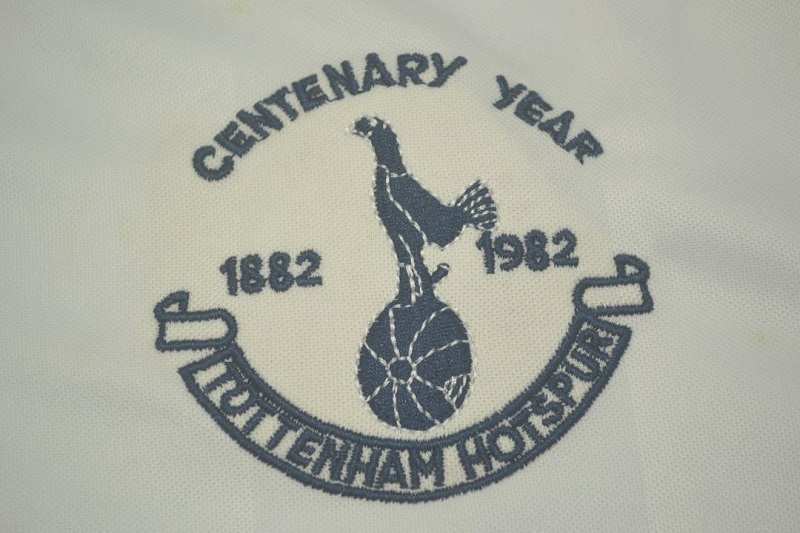 CENTENARY YEAR
1882 1982
TOTTENHAM HOTSPUR